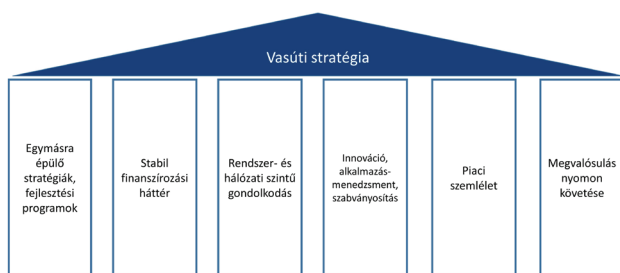 Vasúti stratégia
Egymásra
épülő
stratégiák,
fejlesztési
programok
Stabil
finanszírozási
háttér
Rendszer- és
hálózati szintű
gondolkodás
Innováció,
alkalmazás-
menedzsment,
szabványosítás
Piaci
szemlélet
Megvalósulás
nyomon
követése